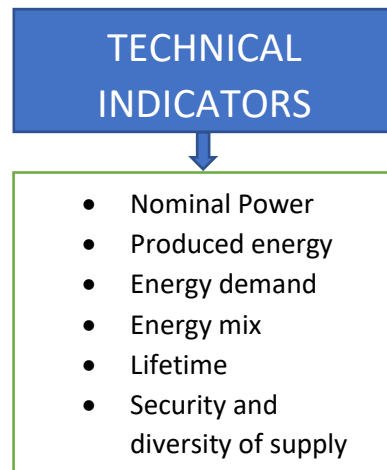 TECHNICAL
INDICATORS
• Nominal Power
• Produced energy
• Energy demand
• Energy mix
• Lifetime
• Security and
diversity of supply